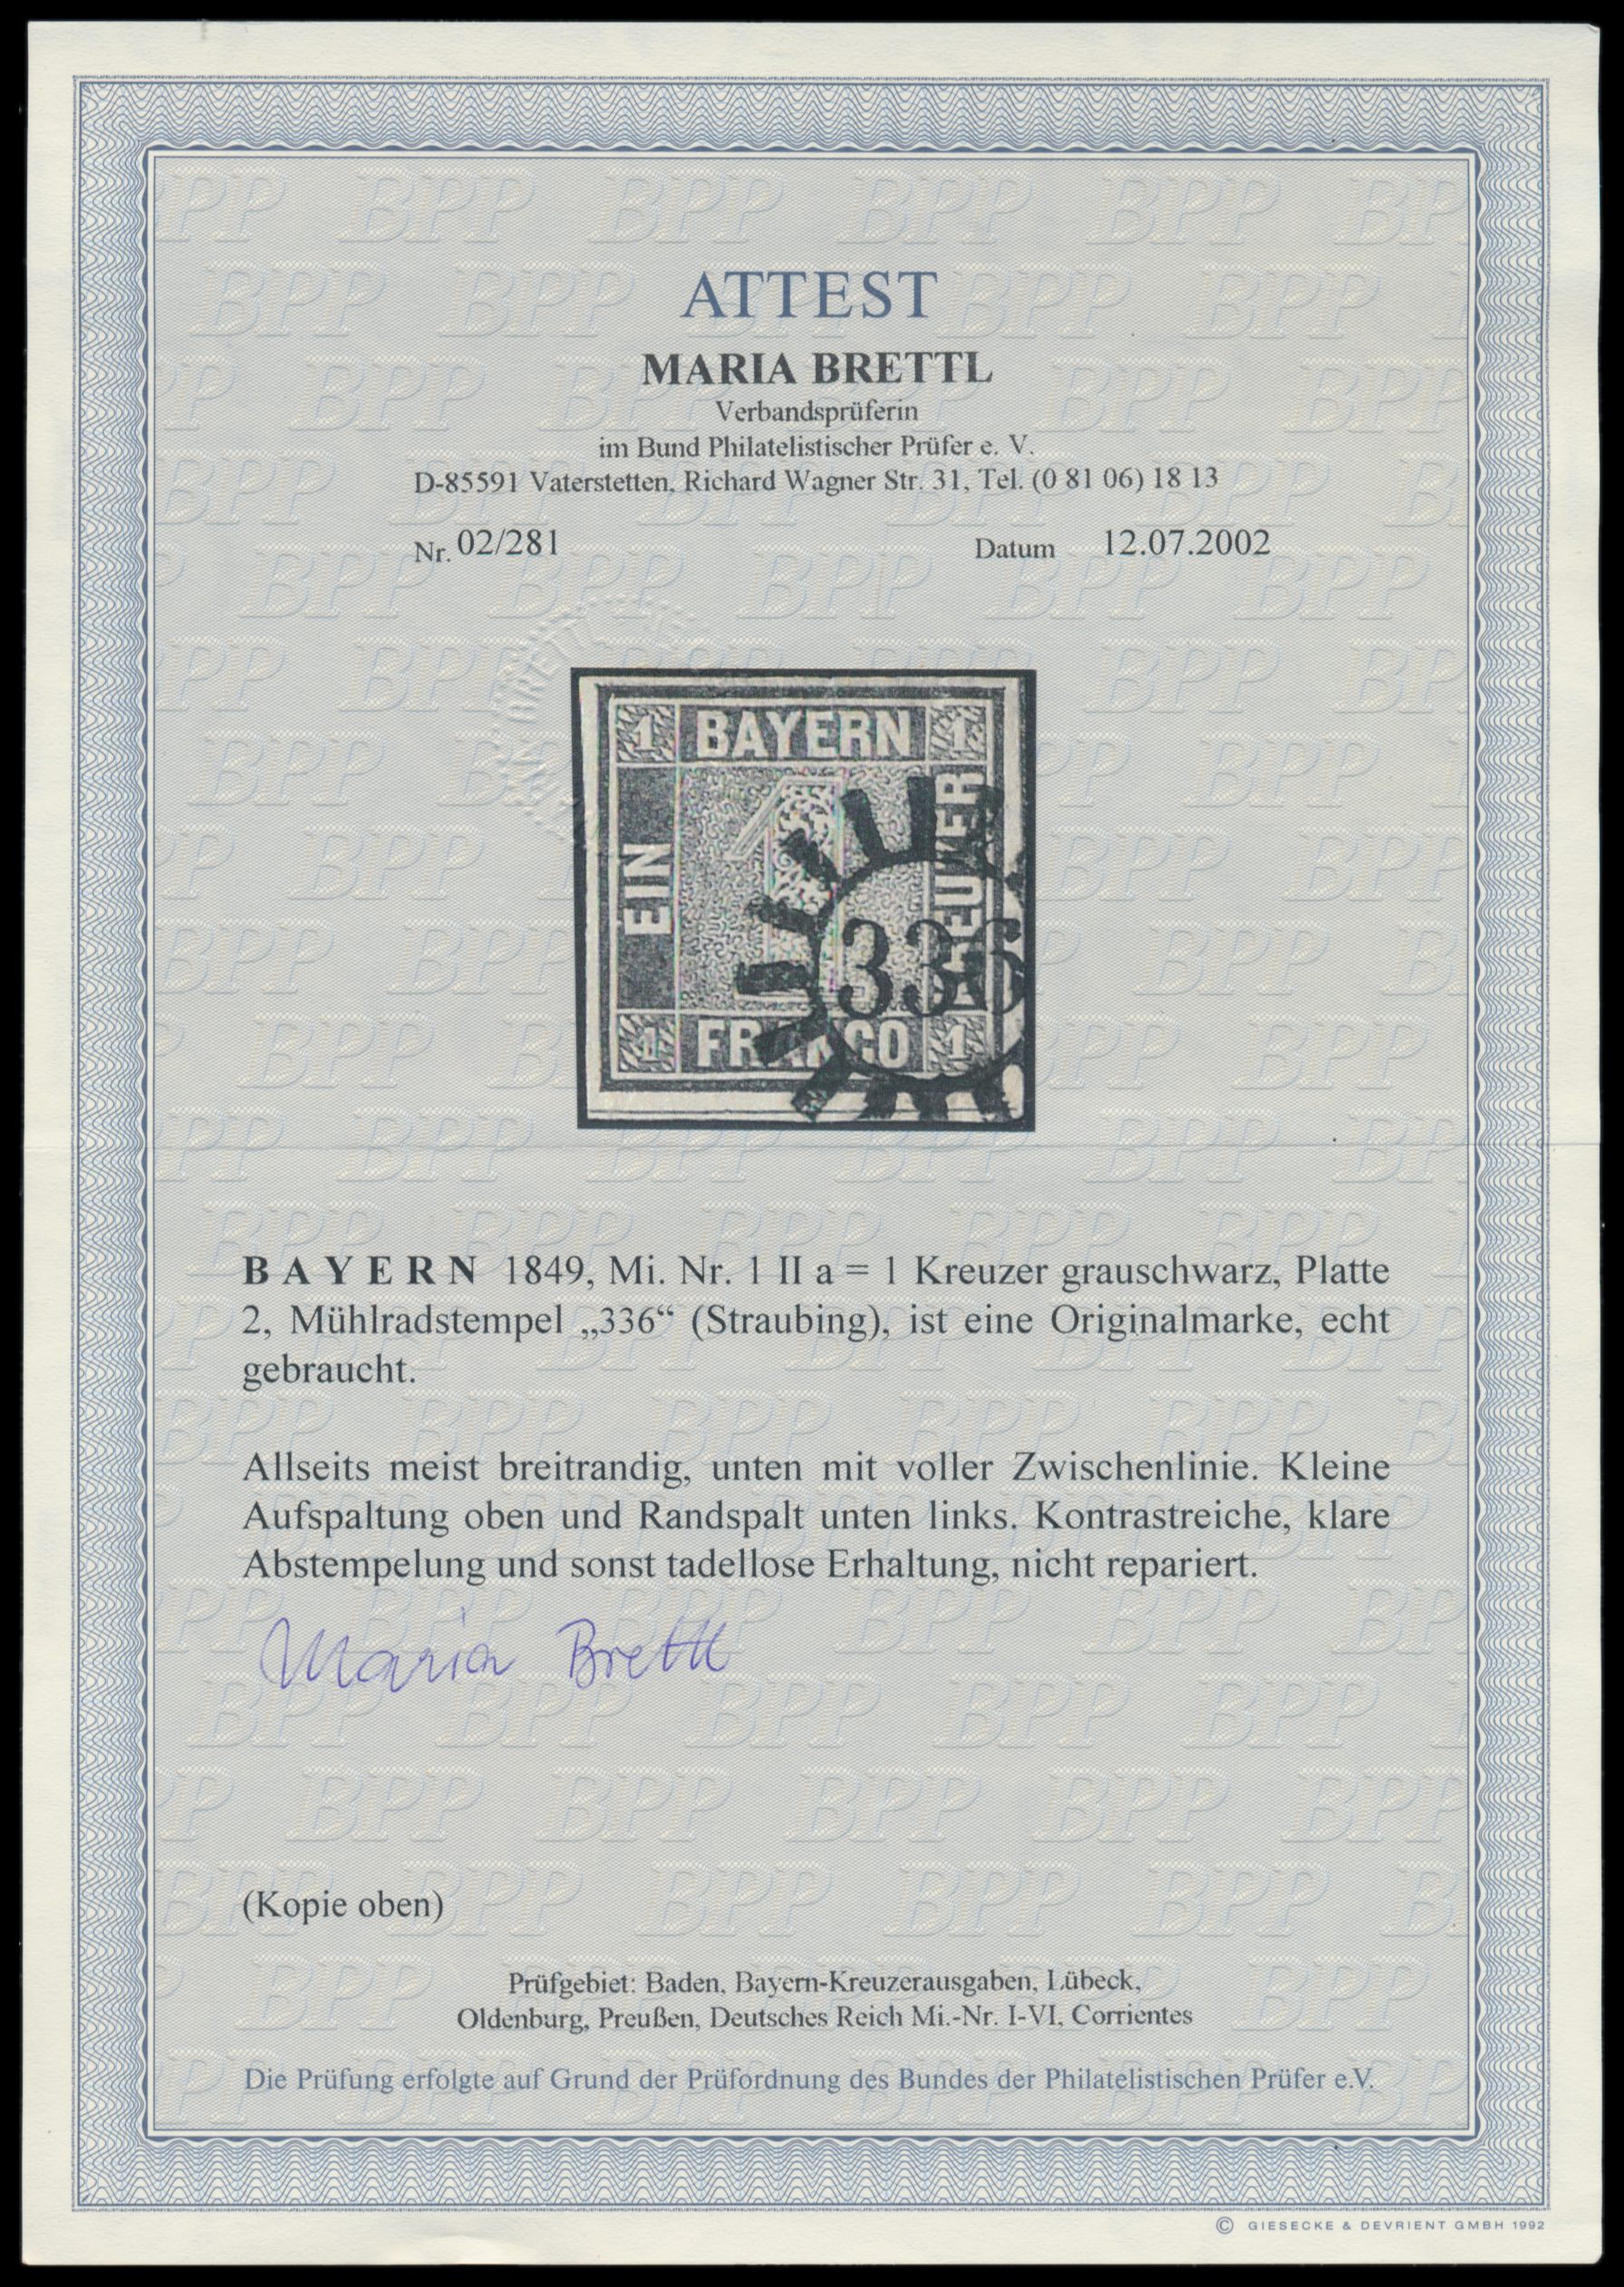 ATTEST
MARIA BRETTL
Verbandsprüferin
im Bund Philatelistischer Prüfer e. V.
D-85591 Vaterstetten, Richard Wagner Str. 31, Tel. (0 81 06) 18 13
Nr. 02/281 Datum 12.07.2002
1 BAYERN 1
EIN
336
1 FRANCO 1
BAYERN 1849, Mi. Nr. 1 II a = 1 Kreuzer grauschwarz, Platte
2, Mühlradstempel „336“ (Straubing), ist eine Originalmarke, echt
gebraucht.
Allseits meist breitrandig, unten mit voller Zwischenlinie. Kleine
Aufspaltung oben und Randspalt unten links. Kontrastreiche, klare
Abstempelung und sonst tadellose Erhaltung, nicht repariert.
Maria Brettl
(Kopie oben)
Prüfgebiet: Baden, Bayern-Kreuzerausgaben, Lübeck,
Oldenburg, Preußen, Deutsches Reich Mi.-Nr. I-VI, Corrientes
Die Prüfung erfolgte auf Grund der Prüfordnung des Bundes der Philatelistischen Prüfer e.V.
© GIESECKE & DEVRIENT GMBH 1992